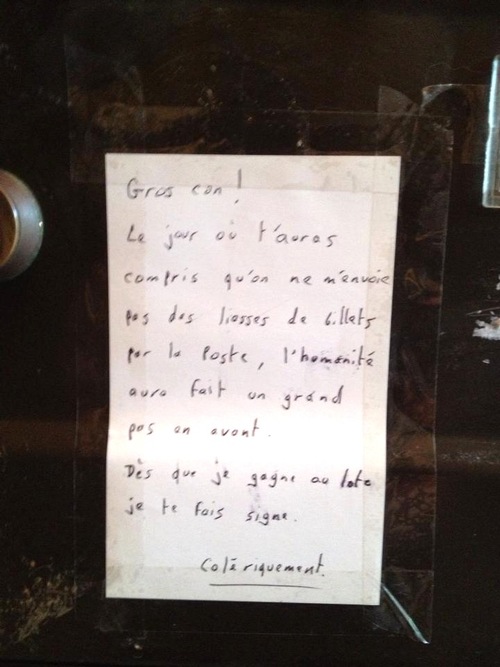 Gros con !
Le jour où t'auras
compris qu'on ne m'envoie
pas des liasses de billets
par la Poste, l'humanité
aura fait un grand
pas en avant.
Dès que je gagne au loto
je te fais signe.
Colériquement.